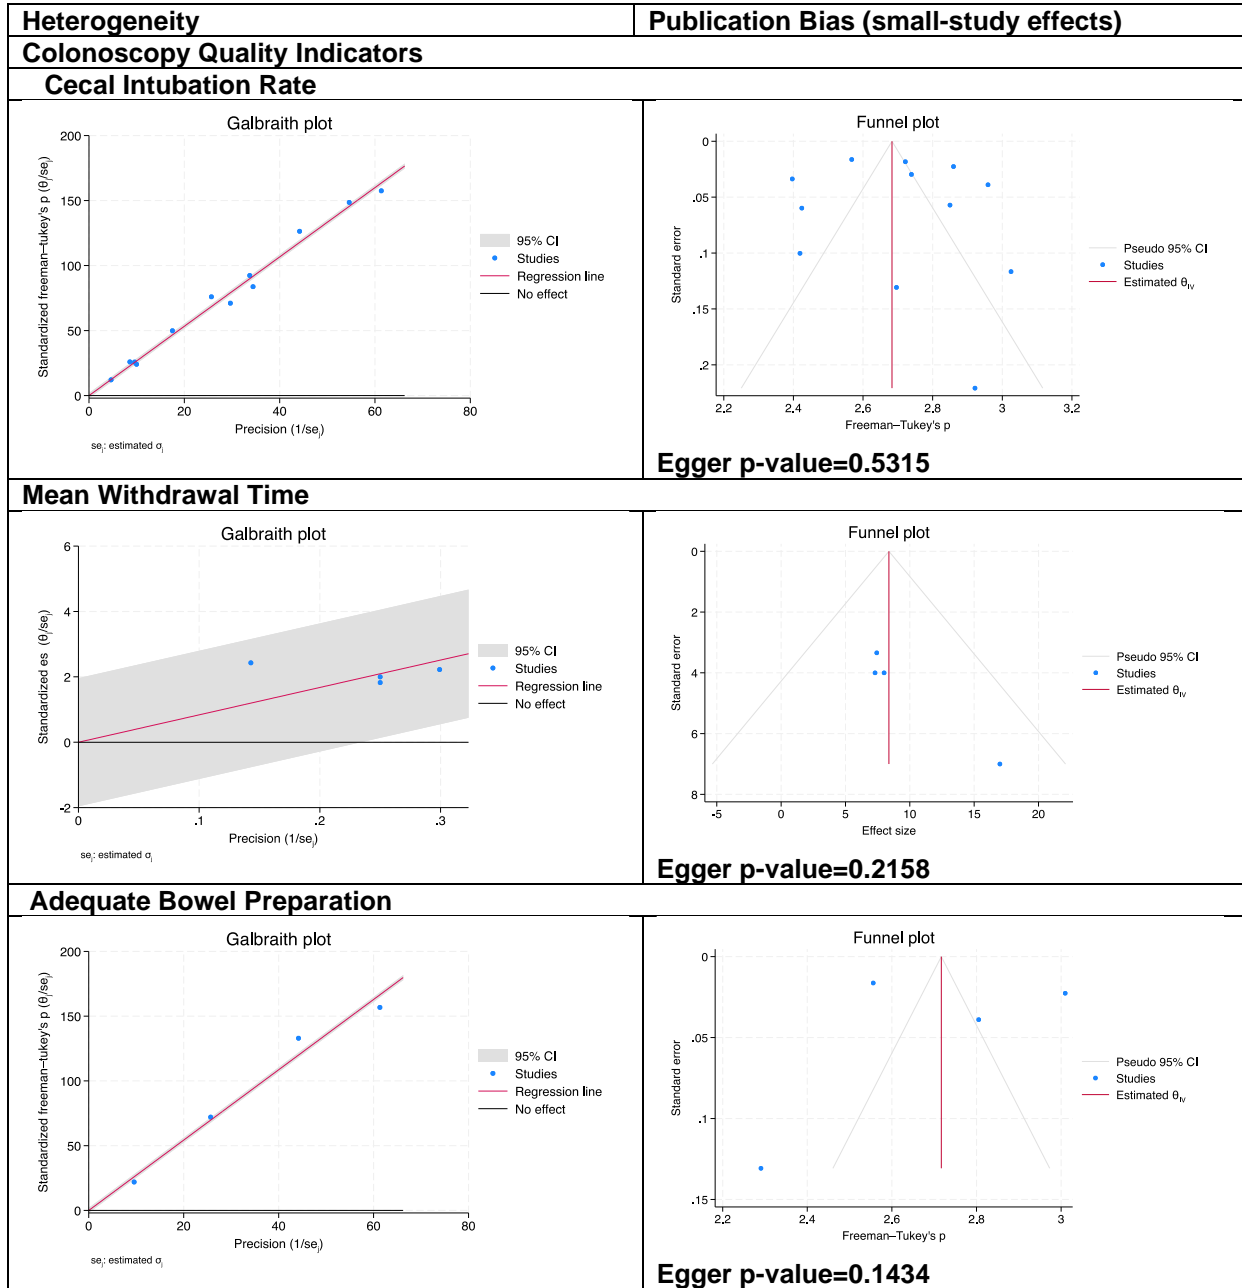 Heterogeneity
Publication Bias (small-study effects)
Colonoscopy Quality Indicators
Cecal Intubation Rate
Galbraith plot
Standardized freeman–tukey's p (θj/sej)
200
150
100
50
0
0 20 40 60 80
Precision (1/sej)
sej: estimated σj
95% CI
Studies
Regression line
No effect
Funnel plot
Standard error
0
.05
.1
.15
.2
2.2 2.4 2.6 2.8 3 3.2
Freeman–Tukey's p
Pseudo 95% CI
Studies
Estimated θIV
Egger p-value=0.5315
Mean Withdrawal Time
Galbraith plot
Standardized es (θj/sej)
6
4
2
0
-2
0 .1 .2 .3
Precision (1/sej)
sej: estimated σj
95% CI
Studies
Regression line
No effect
Funnel plot
Standard error
0
2
4
6
8
-5 0 5 10 15 20
Effect size
Pseudo 95% CI
Studies
Estimated θIV
Egger p-value=0.2158
Adequate Bowel Preparation
Galbraith plot
Standardized freeman–tukey's p (θj/sej)
200
150
100
50
0
0 20 40 60 80
Precision (1/sej)
sej: estimated σj
95% CI
Studies
Regression line
No effect
Funnel plot
Standard error
0
.05
.1
.15
2.2 2.4 2.6 2.8 3
Freeman–Tukey's p
Pseudo 95% CI
Studies
Estimated θIV
Egger p-value=0.1434